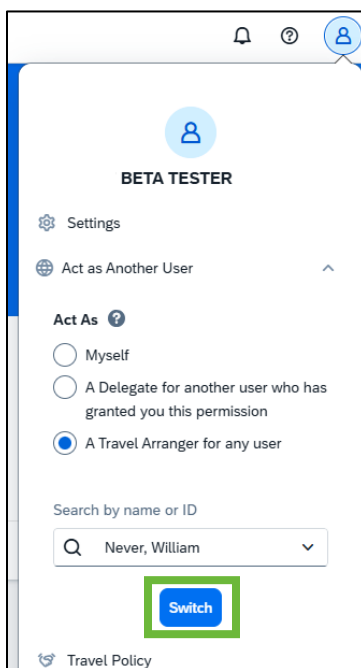 BETA TESTER
Settings
Act as Another User
Act As ?
Myself
A Delegate for another user who has
granted you this permission
A Travel Arranger for any user
Search by name or ID
Never, William
Switch
Travel Policy